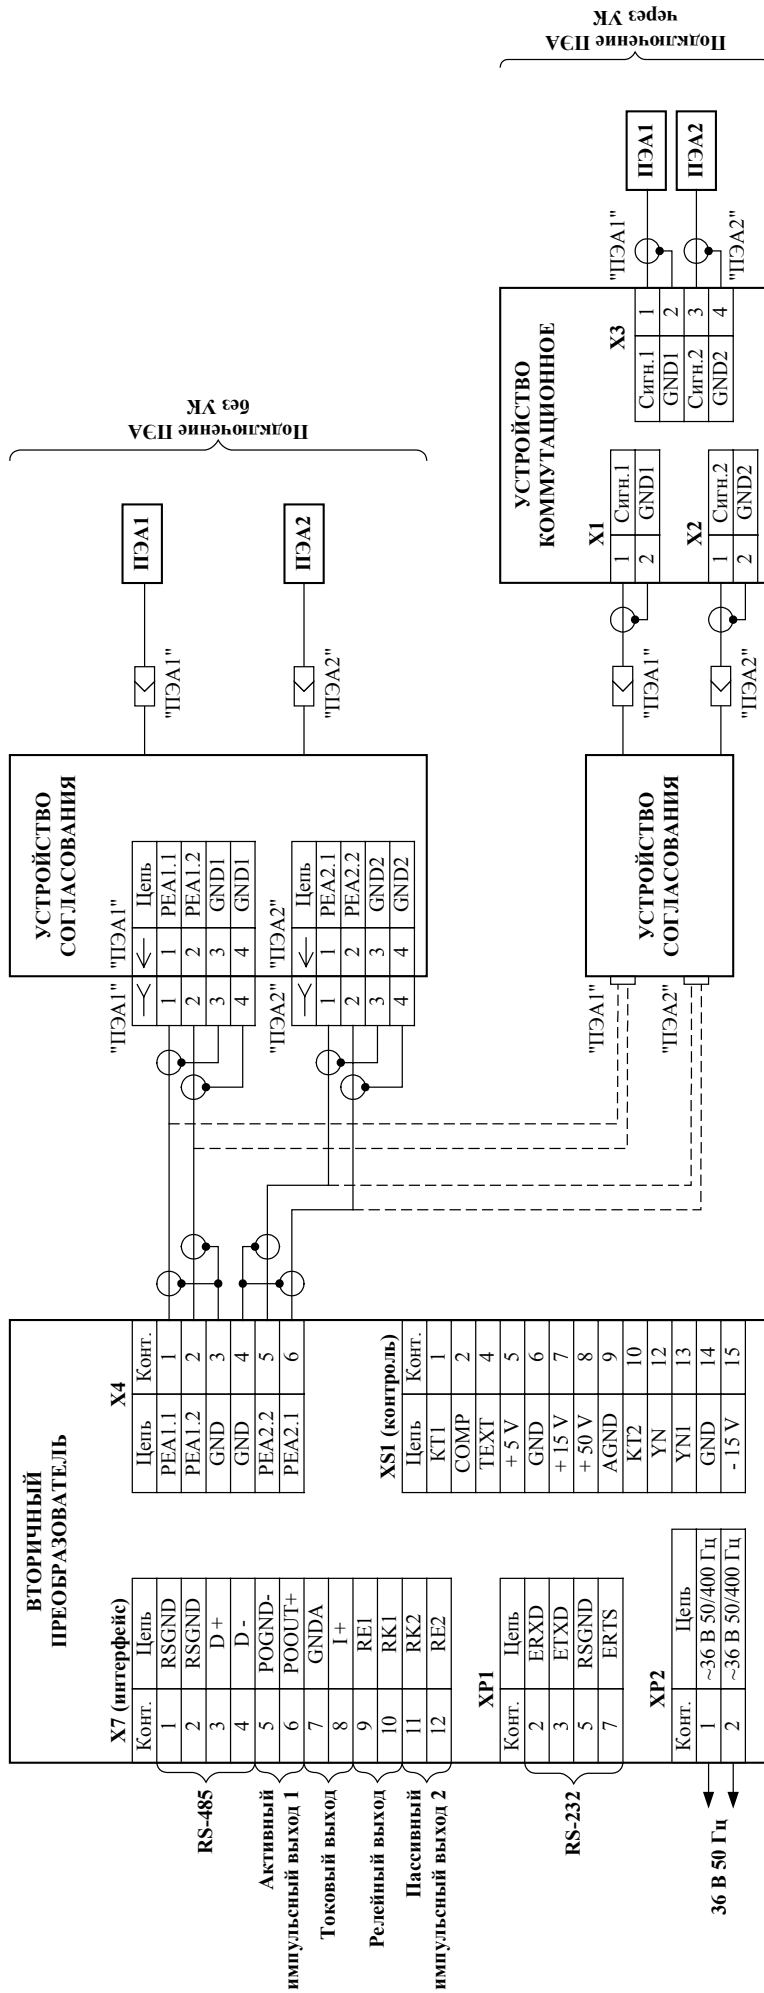 ВТОРИЧНЫЙ
ПРЕОБРАЗОВАТЕЛЬ
X7 (интерфейс)
Конт. Цепь
1 RSGND
2 RSGND
3 D +
4 D -
5 POGND-
6 POOUT+
7 GNDA
8 I +
9 RE1
10 RK1
11 RK2
12 RE2
RS-485
Активный
импульсный выход 1
Токовый выход
Релейный выход
Пассивный
импульсный выход 2
XP1
Конт. Цепь
2 ERXD
3 ETXD
5 RSGND
7 ERTS
RS-232
XP2
Конт. Цепь
1 ~36 В 50/400 Гц
2 ~36 В 50/400 Гц
36 В 50 Гц
X4
Цепь Конт.
PEA1.1 1
PEA1.2 2
GND 3
GND 4
PEA2.2 5
PEA2.1 6
XS1 (контроль)
Цепь Конт.
KT1 1
COMP 2
TEXT 4
+ 5 V 5
GND 6
+ 15 V 7
+ 50 V 8
AGND 9
KT2 10
YN 12
YN1 13
GND 14
- 15 V 15
УСТРОЙСТВО
СОГЛАСОВАНИЯ
"ПЭА1" "ПЭА1"
Цепь
1 1 PEA1.1
2 2 PEA1.2
3 3 GND1
4 4 GND1
"ПЭА2" "ПЭА2"
Цепь
1 1 PEA2.1
2 2 PEA2.2
3 3 GND2
4 4 GND2
"ПЭА1"
ПЭА1
"ПЭА2"
ПЭА2
Подключение ПЭА
без УК
УСТРОЙСТВО
СОГЛАСОВАНИЯ
"ПЭА1"
"ПЭА2"
"ПЭА1"
"ПЭА2"
УСТРОЙСТВО
КОММУТАЦИОННОЕ
X1
1 Сигн.1
2 GND1
X2
1 Сигн.2
2 GND2
X3
Сигн.1 1
GND1 2
Сигн.2 3
GND2 4
"ПЭА1"
ПЭА1
"ПЭА2"
ПЭА2
Подключение ПЭА
через УК